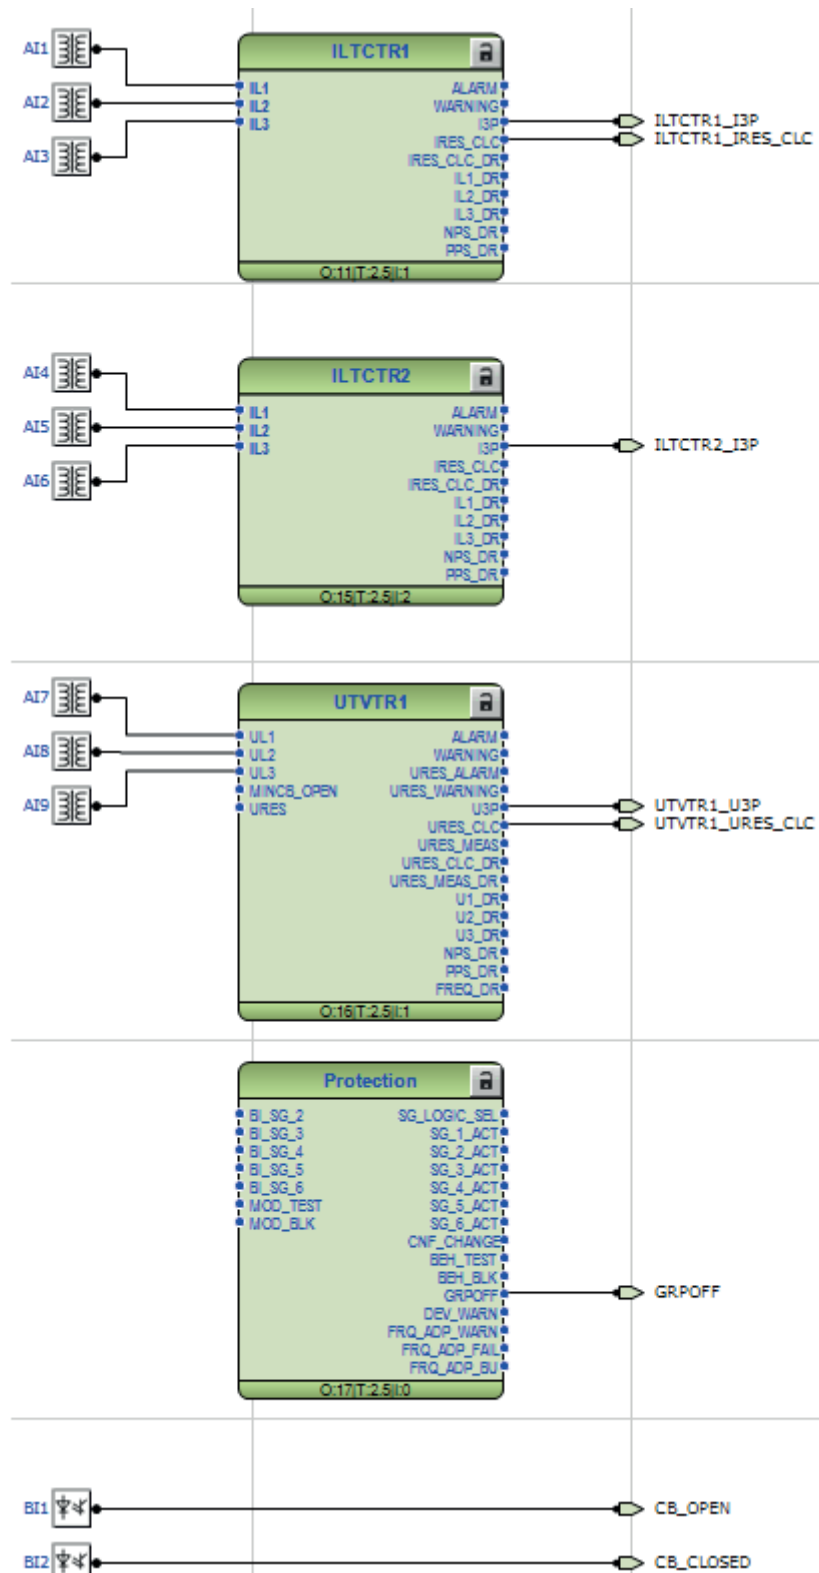 ILTCTR1
AI1
IL1 ALARM
AI2 IL2 WARNING
IL3 I3P ILTCTR1_I3P
IRES_CLC ILTCTR1_IRES_CLC
AI3 IRES_CLC_DR
IL1_DR
IL2_DR
IL3_DR
NPS_DR
PPS_DR
O:11|T:2.5|I:1
AI4 ILTCTR2
IL1 ALARM
AI5 IL2 WARNING
IL3 I3P ILTCTR2_I3P
IRES_CLC
AI6 IRES_CLC_DR
IL1_DR
IL2_DR
IL3_DR
NPS_DR
PPS_DR
O:15|T:2.5|I:2
AI7 UTVTR1
UL1 ALARM
AI8 UL2 WARNING
UL3 URES_ALARM
MINCB_OPEN URES_WARNING
AI9 URES U3P UTVTR1_U3P
URES_CLC UTVTR1_URES_CLC
URES_MEAS
URES_CLC_DR
URES_MEAS_DR
U1_DR
U2_DR
U3_DR
NPS_DR
PPS_DR
FREQ_DR
O:16|T:2.5|I:1
Protection
BI_SG_2 SG_LOGIC_SEL
BI_SG_3 SG_1_ACT
BI_SG_4 SG_2_ACT
BI_SG_5 SG_3_ACT
BI_SG_6 SG_4_ACT
MOD_TEST SG_5_ACT
MOD_BLK SG_6_ACT
CNF_CHANGE
BEH_TEST
BEH_BLK
GRPOFF GRPOFF
DEV_WARN
FRQ_ADP_WARN
FRQ_ADP_FAIL
FRQ_ADP_BU
O:17|T:2.5|I:0
BI1 CB_OPEN
BI2 CB_CLOSED